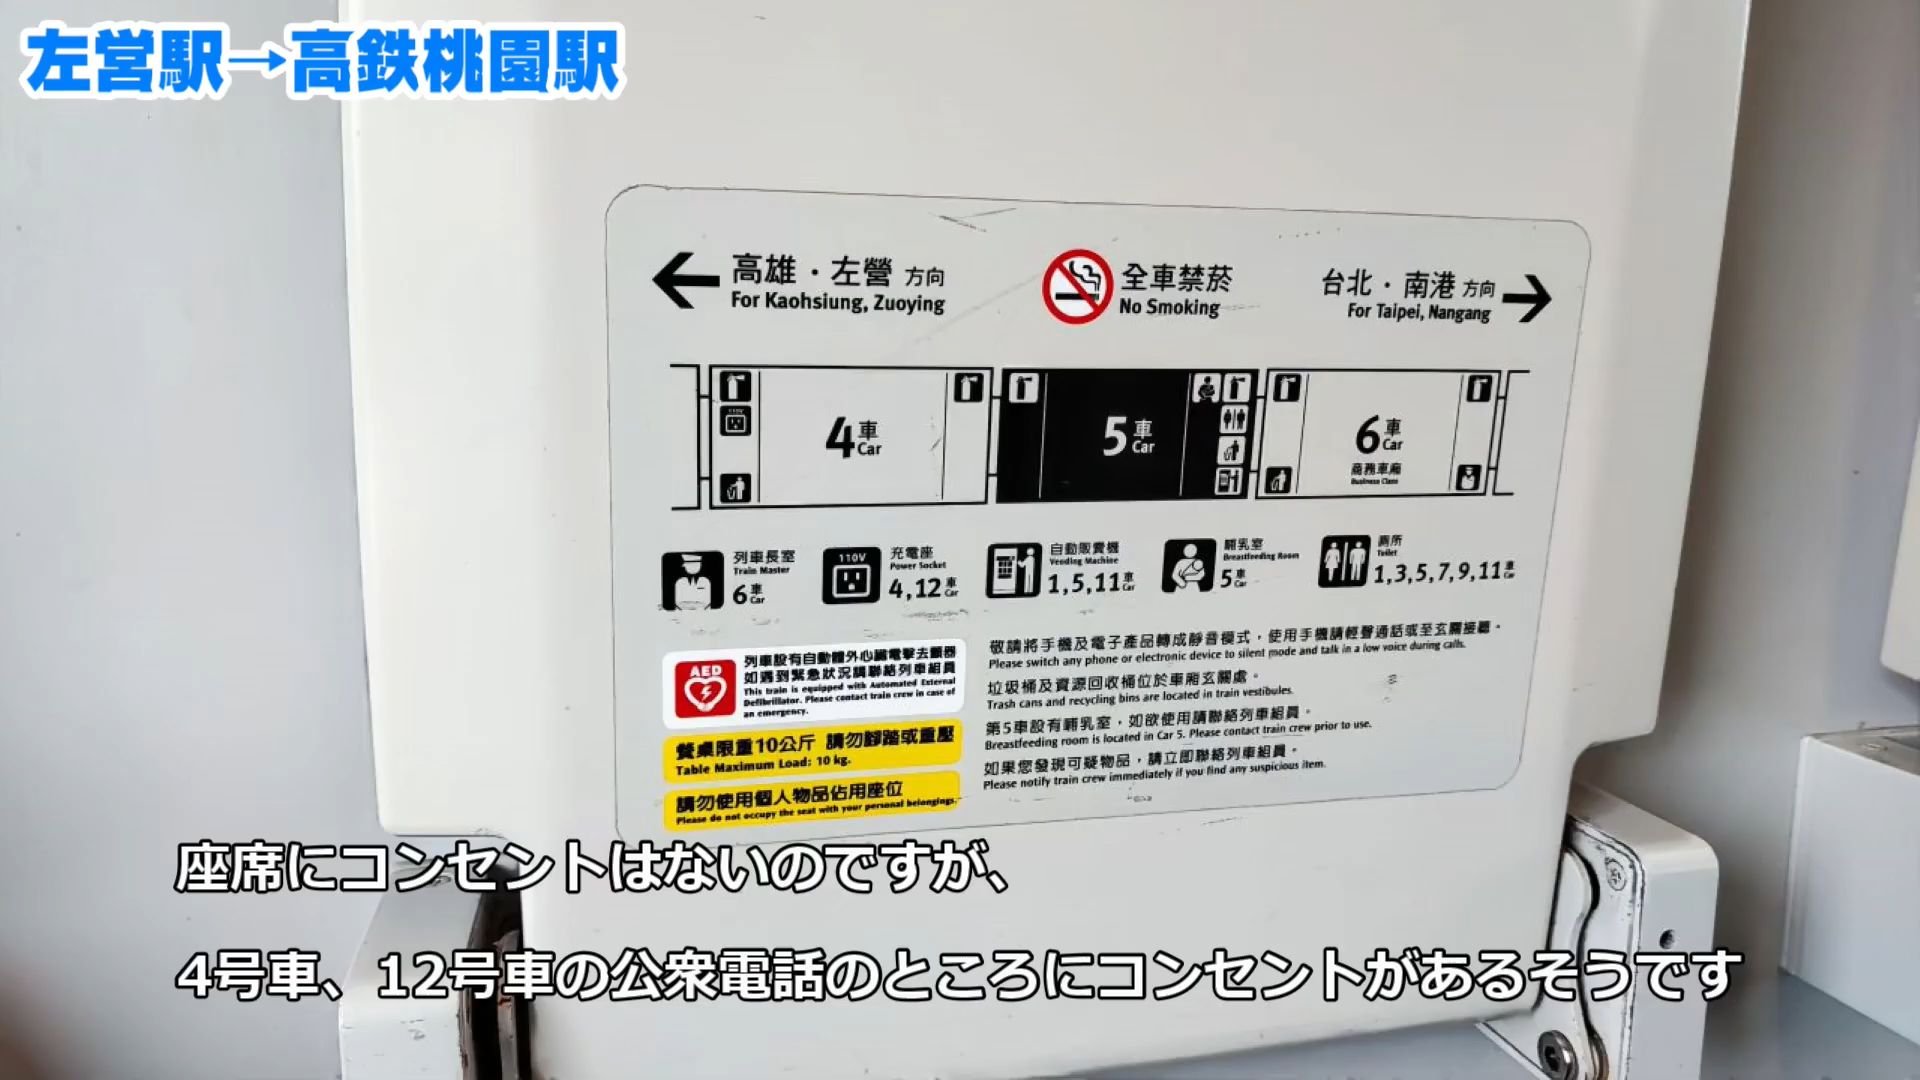 左営駅→高鉄桃園駅
← 高雄・左營 方向
For Kaohsiung, Zuoying
全車禁菸
No Smoking
台北・南港 方向 →
For Taipei, Nangang
4車
Car
5車
Car
6車
Car
商務車廂
Business Class
列車長室
Train Master
6車
Car
110V
充電座
Power Socket
4,12車
Car
自動販賣機
Vending Machine
1,5,11車
Car
哺乳室
Breastfeeding Room
5車
Car
廁所
Toilet
1,3,5,7,9,11車
Car
AED
列車設有自動體外心臟電擊去顫器
如遇到緊急狀況請聯絡列車組員
This train is equipped with Automated External
Defibrillator. Please contact train crew in case of
an emergency.
餐桌限重10公斤 請勿腳踏或重壓
Table Maximum Load: 10 kg.
請勿使用個人物品佔用座位
Please do not occupy the seat with your personal belongings.
敬請將手機及電子產品轉成靜音模式，使用手機請輕聲通話或至玄關接聽。
Please switch any phone or electronic device to silent mode and talk in a low voice during calls.
垃圾桶及資源回收桶位於車廂玄關處。
Trash cans and recycling bins are located in train vestibules.
第5車設有哺乳室，如欲使用請聯絡列車組員。
Breastfeeding room is located in Car 5. Please contact train crew prior to use.
如果您發現可疑物品，請立即聯絡列車組員。
Please notify train crew immediately if you find any suspicious item.
座席にコンセントはないのですが、
4号車、12号車の公衆電話のところにコンセントがあるそうです